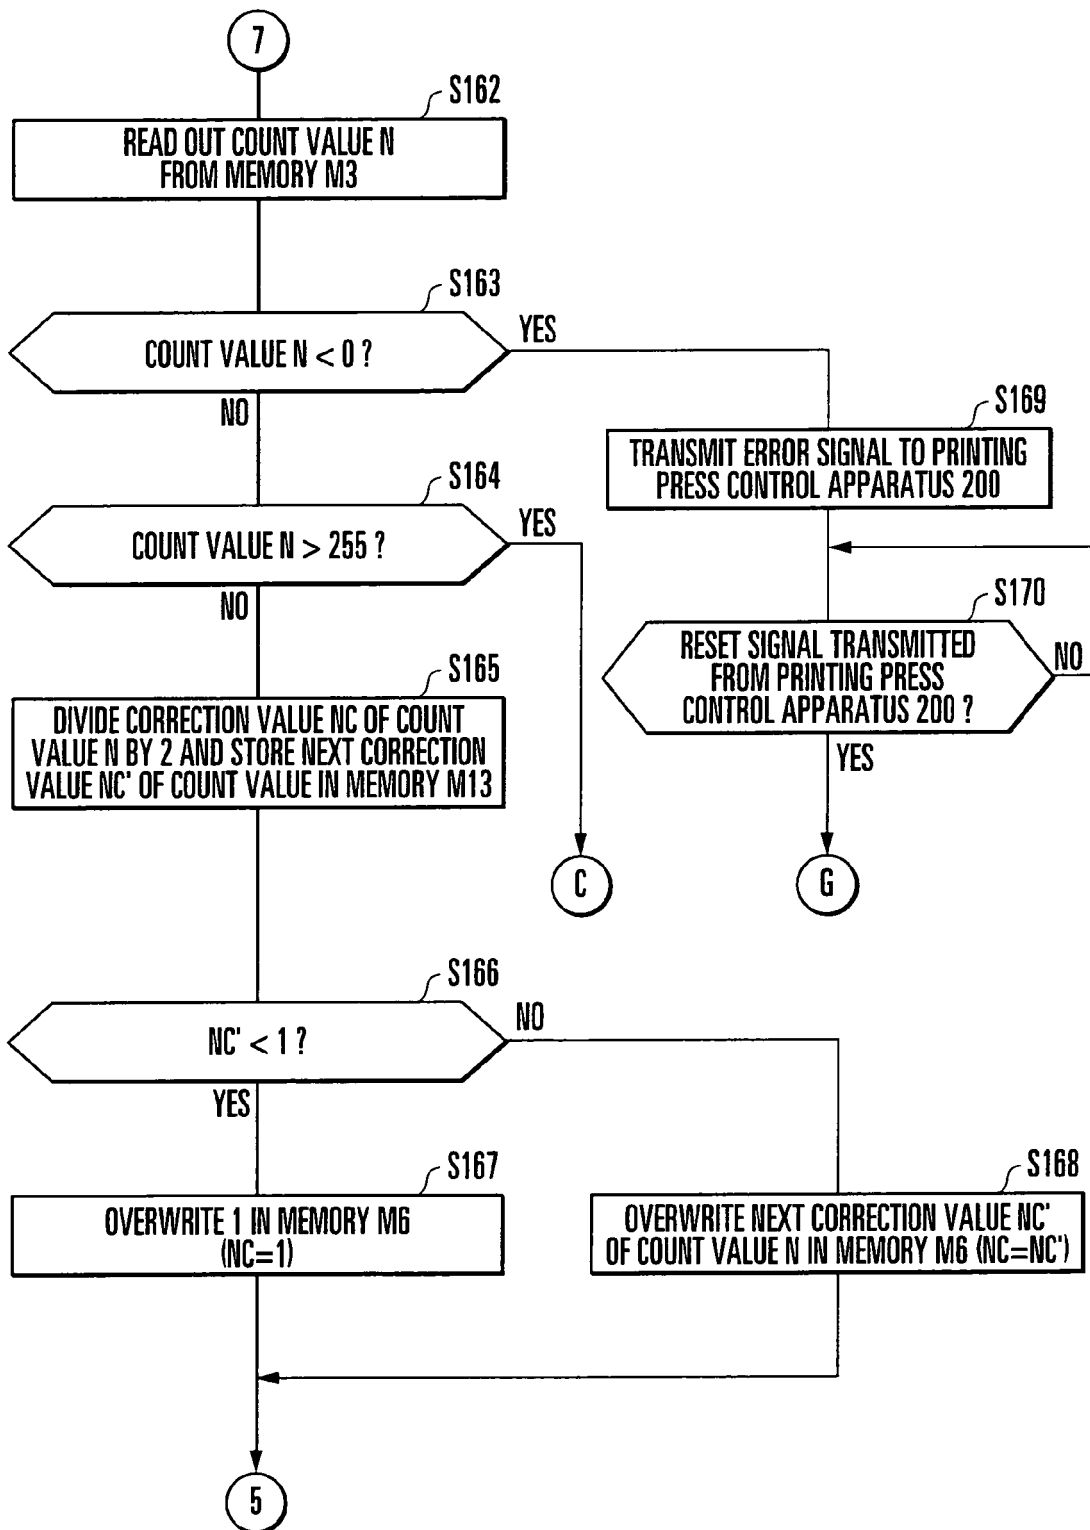 7
S162
READ OUT COUNT VALUE N
FROM MEMORY M3
S163
COUNT VALUE N < 0 ?
YES
NO
S169
TRANSMIT ERROR SIGNAL TO PRINTING
PRESS CONTROL APPARATUS 200
S164
COUNT VALUE N > 255 ?
YES
NO
S170
RESET SIGNAL TRANSMITTED
FROM PRINTING PRESS
CONTROL APPARATUS 200 ?
NO
YES
S165
DIVIDE CORRECTION VALUE NC OF COUNT
VALUE N BY 2 AND STORE NEXT CORRECTION
VALUE NC' OF COUNT VALUE IN MEMORY M13
C
G
S166
NC' < 1 ?
NO
YES
S167
OVERWRITE 1 IN MEMORY M6
(NC=1)
S168
OVERWRITE NEXT CORRECTION VALUE NC'
OF COUNT VALUE N IN MEMORY M6 (NC=NC')
5